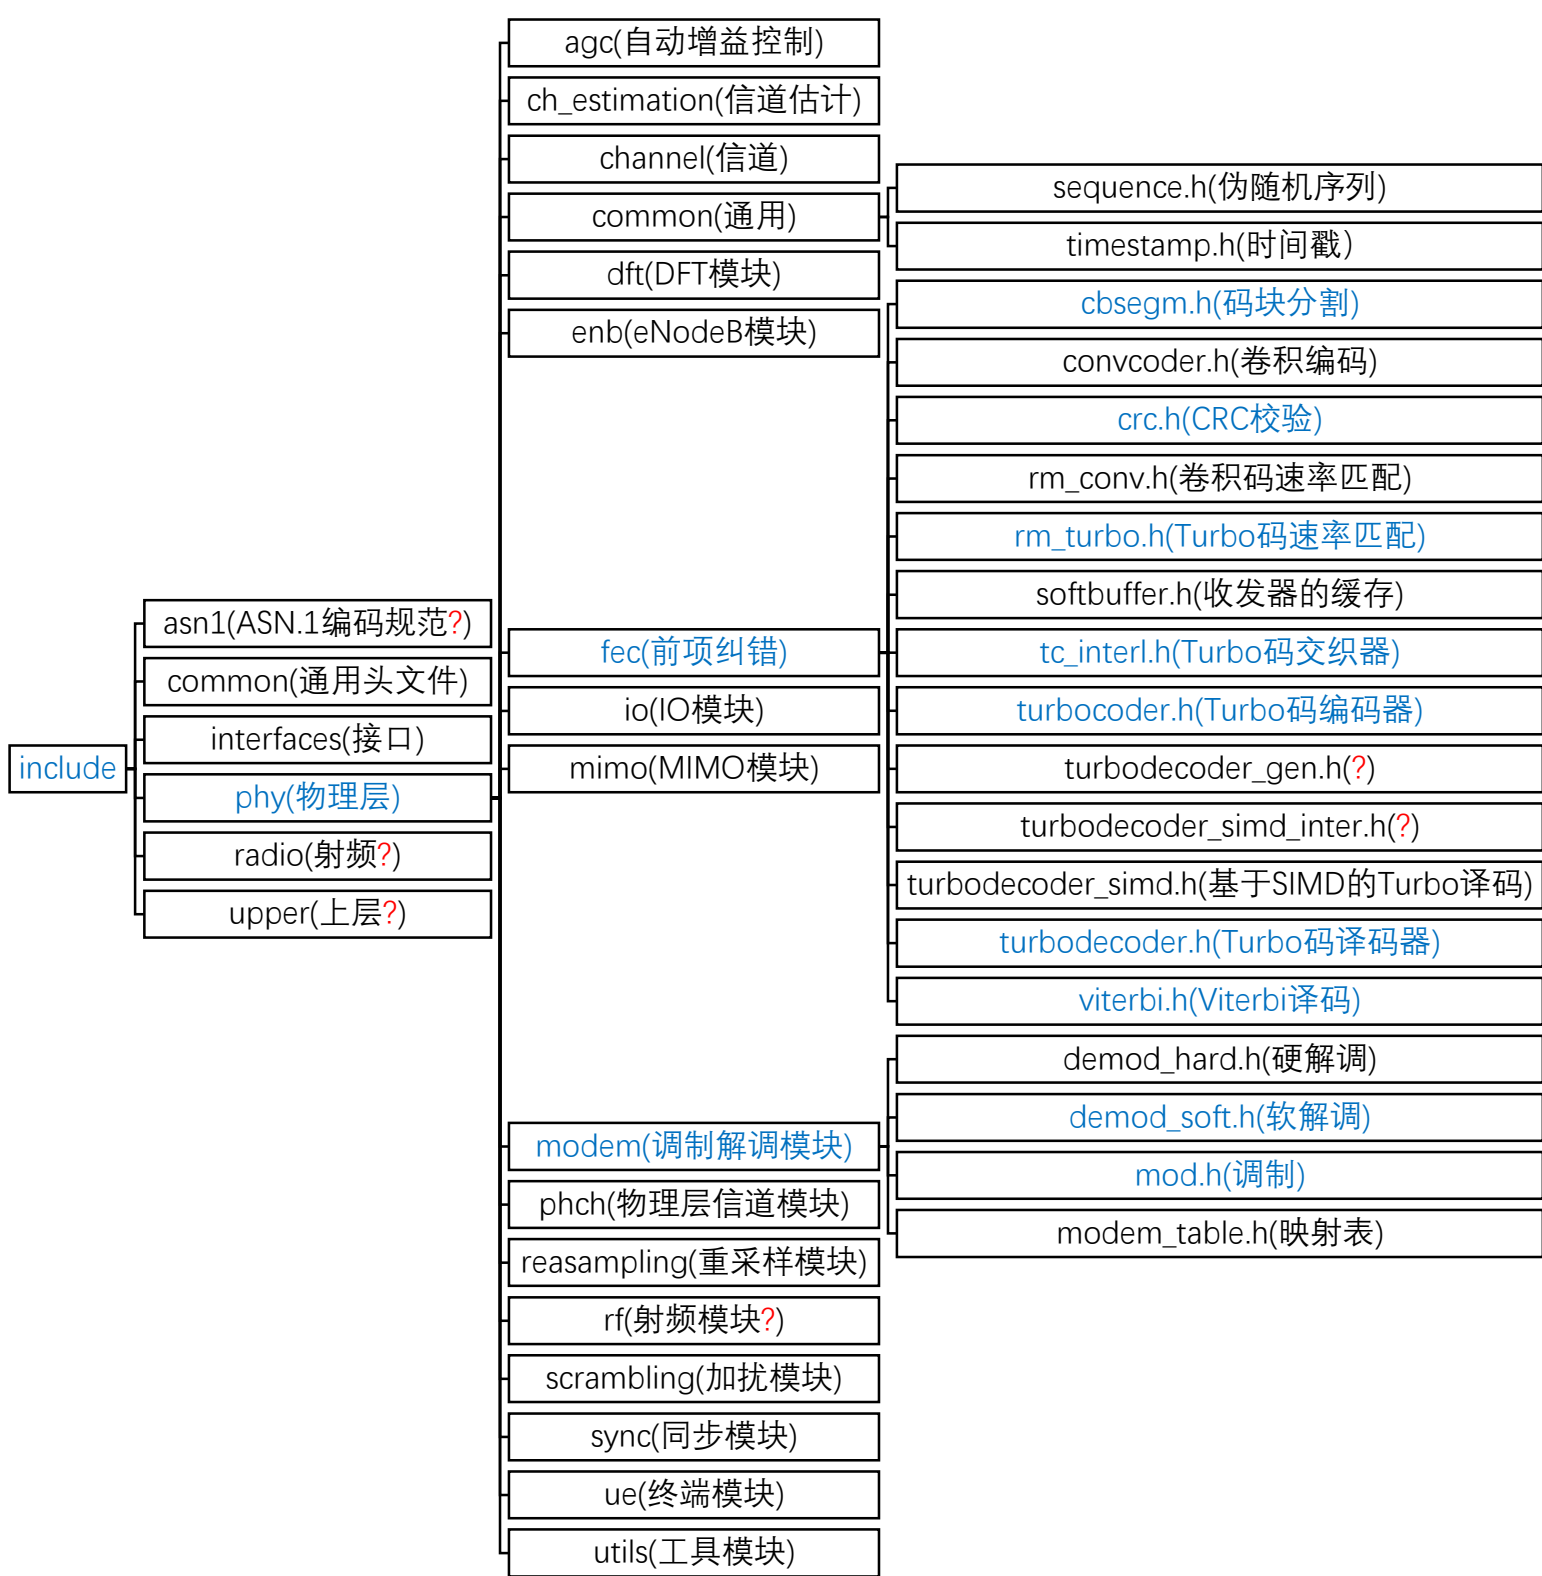 include
asn1(ASN.1编码规范?)
common(通用头文件)
interfaces(接口)
phy(物理层)
radio(射频?)
upper(上层?)
agc(自动增益控制)
ch_estimation(信道估计)
channel(信道)
common(通用)
dft(DFT模块)
enb(eNodeB模块)
fec(前项纠错)
io(IO模块)
mimo(MIMO模块)
modem(调制解调模块)
phch(物理层信道模块)
reasampling(重采样模块)
rf(射频模块?)
scrambling(加扰模块)
sync(同步模块)
ue(终端模块)
utils(工具模块)
sequence.h(伪随机序列)
timestamp.h(时间戳）
cbsegm.h(码块分割)
convcoder.h(卷积编码)
crc.h(CRC校验)
rm_conv.h(卷积码速率匹配)
rm_turbo.h(Turbo码速率匹配)
softbuffer.h(收发器的缓存)
tc_interl.h(Turbo码交织器)
turbocoder.h(Turbo码编码器)
turbodecoder_gen.h(?)
turbodecoder_simd_inter.h(?)
turbodecoder_simd.h(基于SIMD的Turbo译码)
turbodecoder.h(Turbo码译码器)
viterbi.h(Viterbi译码)
demod_hard.h(硬解调)
demod_soft.h(软解调)
mod.h(调制)
modem_table.h(映射表)